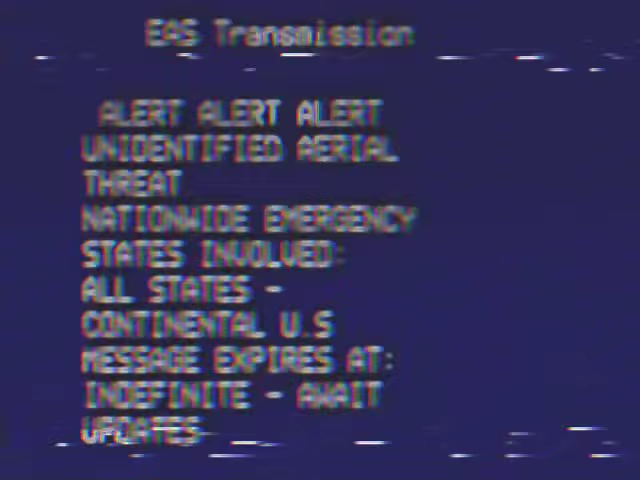 EAS Transmission
ALERT ALERT ALERT
UNIDENTIFIED AERIAL
THREAT
NATIONWIDE EMERGENCY
STATES INVOLVED:
ALL STATES -
CONTINENTAL U.S
MESSAGE EXPIRES AT:
INDEFINITE - AWAIT
UPDATES